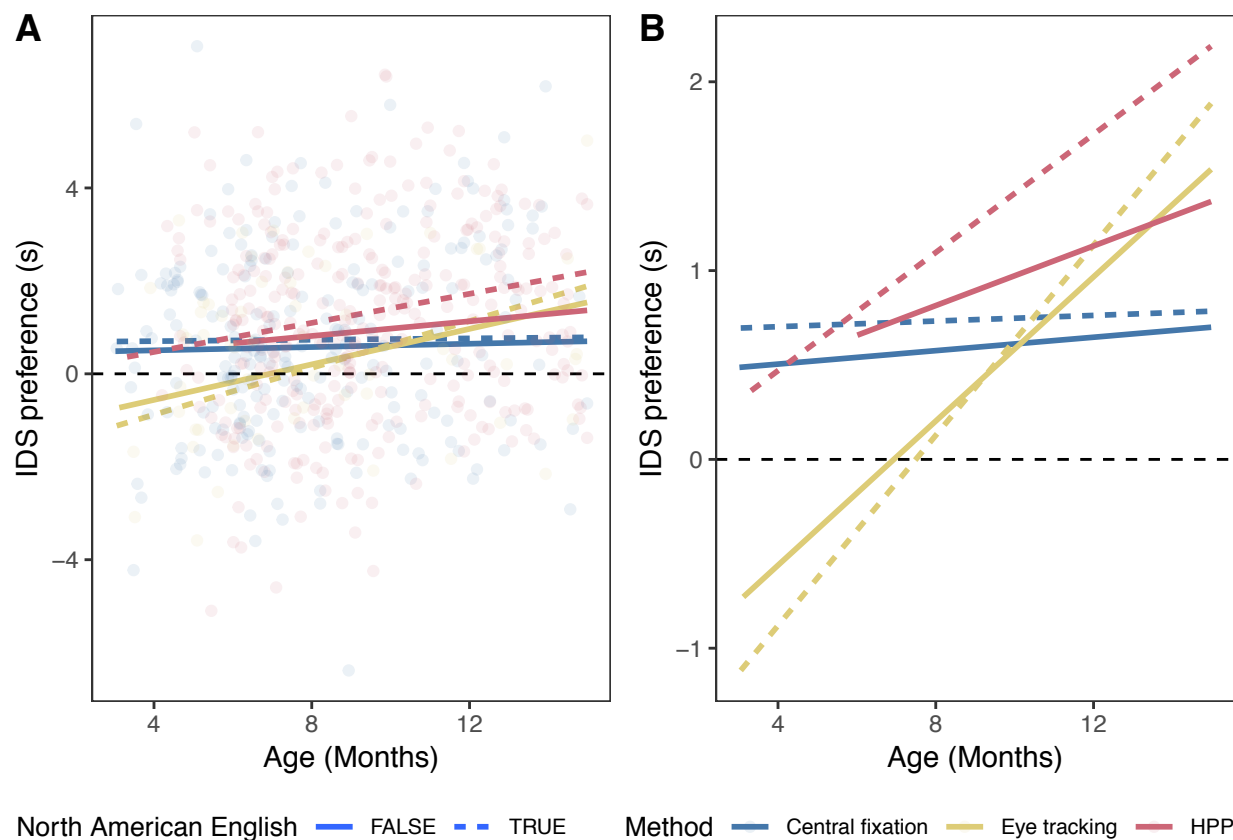 A
B
IDS preference (s)
4
0
−4
4
8
12
Age (Months)
IDS preference (s)
2
1
0
−1
4
8
12
Age (Months)
North American English FALSE TRUE Method Central fixation Eye tracking HPP